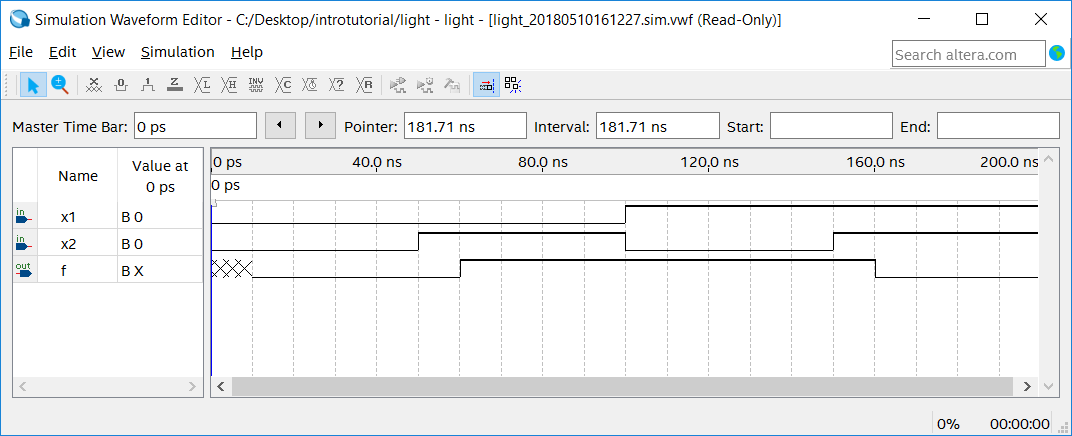 Simulation Waveform Editor - C:/Desktop/introtutorial/light - light - [light_20180510161227.sim.vwf (Read-Only)]
File Edit View Simulation Help Search altera.com
Master Time Bar: 0 ps Pointer: 181.71 ns Interval: 181.71 ns Start: End:
Name Value at 0 ps
0 ps 40.0 ns 80.0 ns 120.0 ns 160.0 ns 200.0 ns
0 ps
in x1 B 0
in x2 B 0
out f B X
0% 00:00:00